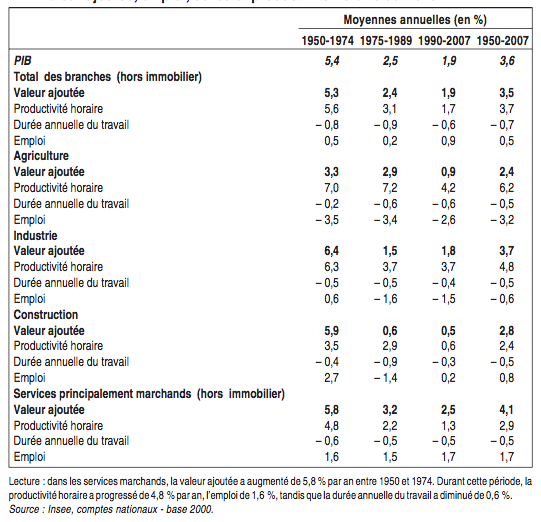 Moyennes annuelles (en %)
1950-1974 1975-1989 1990-2007 1950-2007
PIB 5,4 2,5 1,9 3,6
Total des branches (hors immobilier)
Valeur ajoutée 5,3 2,4 1,9 3,5
Productivité horaire 5,6 3,1 1,7 3,7
Durée annuelle du travail – 0,8 – 0,9 – 0,6 – 0,7
Emploi 0,5 0,2 0,9 0,5
Agriculture
Valeur ajoutée 3,3 2,9 0,9 2,4
Productivité horaire 7,0 7,2 4,2 6,2
Durée annuelle du travail – 0,2 – 0,6 – 0,6 – 0,5
Emploi – 3,5 – 3,4 – 2,6 – 3,2
Industrie
Valeur ajoutée 6,4 1,5 1,8 3,7
Productivité horaire 6,3 3,7 3,7 4,8
Durée annuelle du travail – 0,5 – 0,5 – 0,4 – 0,5
Emploi 0,6 – 1,6 – 1,5 – 0,6
Construction
Valeur ajoutée 5,9 0,6 0,5 2,8
Productivité horaire 3,5 2,9 0,6 2,4
Durée annuelle du travail – 0,4 – 0,9 – 0,3 – 0,5
Emploi 2,7 – 1,4 0,2 0,8
Services principalement marchands (hors immobilier)
Valeur ajoutée 5,8 3,2 2,5 4,1
Productivité horaire 4,8 2,2 1,3 2,9
Durée annuelle du travail – 0,6 – 0,5 – 0,5 – 0,5
Emploi 1,6 1,5 1,7 1,7
Lecture : dans les services marchands, la valeur ajoutée a augmenté de 5,8 % par an entre 1950 et 1974. Durant cette période, la
productivité horaire a progressé de 4,8 % par an, l'emploi de 1,6 %, tandis que la durée annuelle du travail a diminué de 0,6 %.
Source : Insee, comptes nationaux - base 2000.